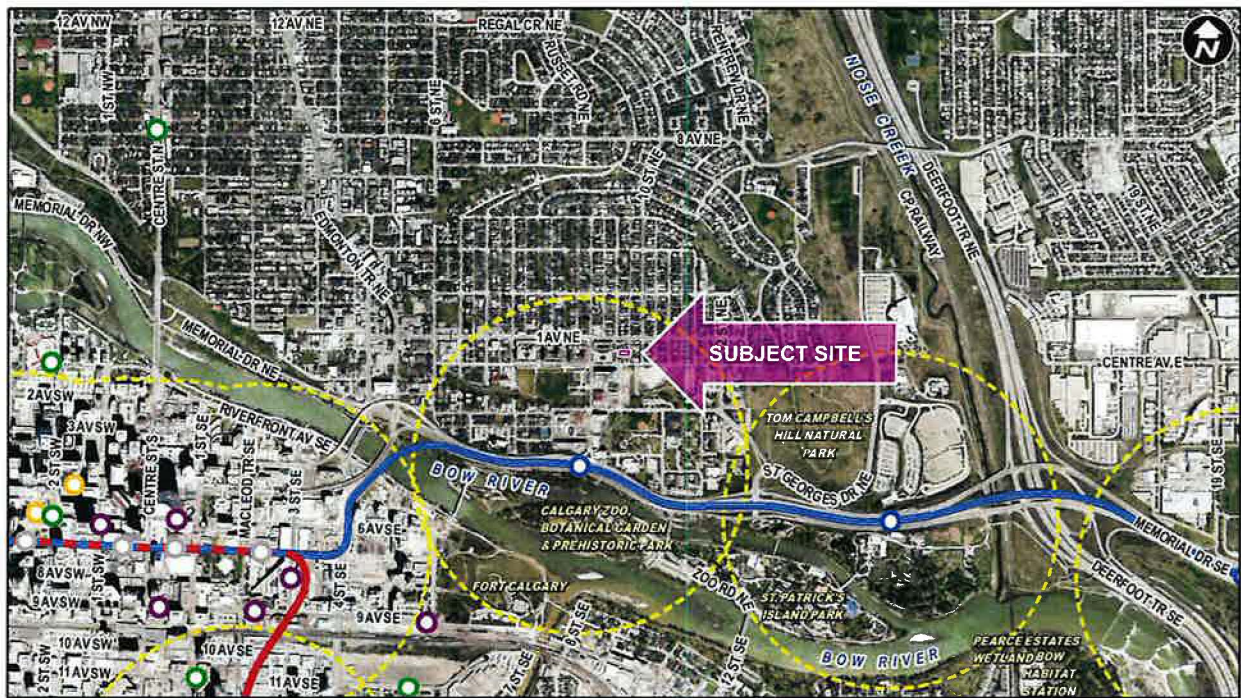 12 AV NW
12 AV NE
REGAL CR NE
RUSSET RD NE
RENFREW DR NE
N
1 ST NW
6 ST NE
NOSE CREEK
8 AV NE
CENTRE ST N
10 ST NE
DEERFOOT TR NE
CP RAILWAY
19 ST NE
MEMORIAL DR NW
EDMONTON TR NE
MEMORIAL DR NE
1 AV NE
SUBJECT SITE
CENTRE AV E
2 AV SW
RIVERFRONT AV SE
3 AV SW
2 ST SW
1 ST SE
TOM CAMPBELL'S
HILL NATURAL
PARK
CENTRE ST S
MACLEOD TR SE
3 ST SE
BOW RIVER
ST GEORGES DR NE
19 ST SE
CALGARY ZOO,
BOTANICAL GARDEN
& PREHISTORIC PARK
6 AV SE
MEMORIAL DR SE
8 AV SW
1 ST SW
4 ST SE
FORT CALGARY
ZOO RD NE
ST. PATRICK'S
ISLAND PARK
DEERFOOT TR SE
9 AV SW
9 AV SE
10 AV SW
10 AV SE
12 ST SE
BOW RIVER
PEARCE ESTATES
WETLAND BOW
HABITAT
STATION
2 ST SW
11 AV SW
11 AV SE
7 ST SE